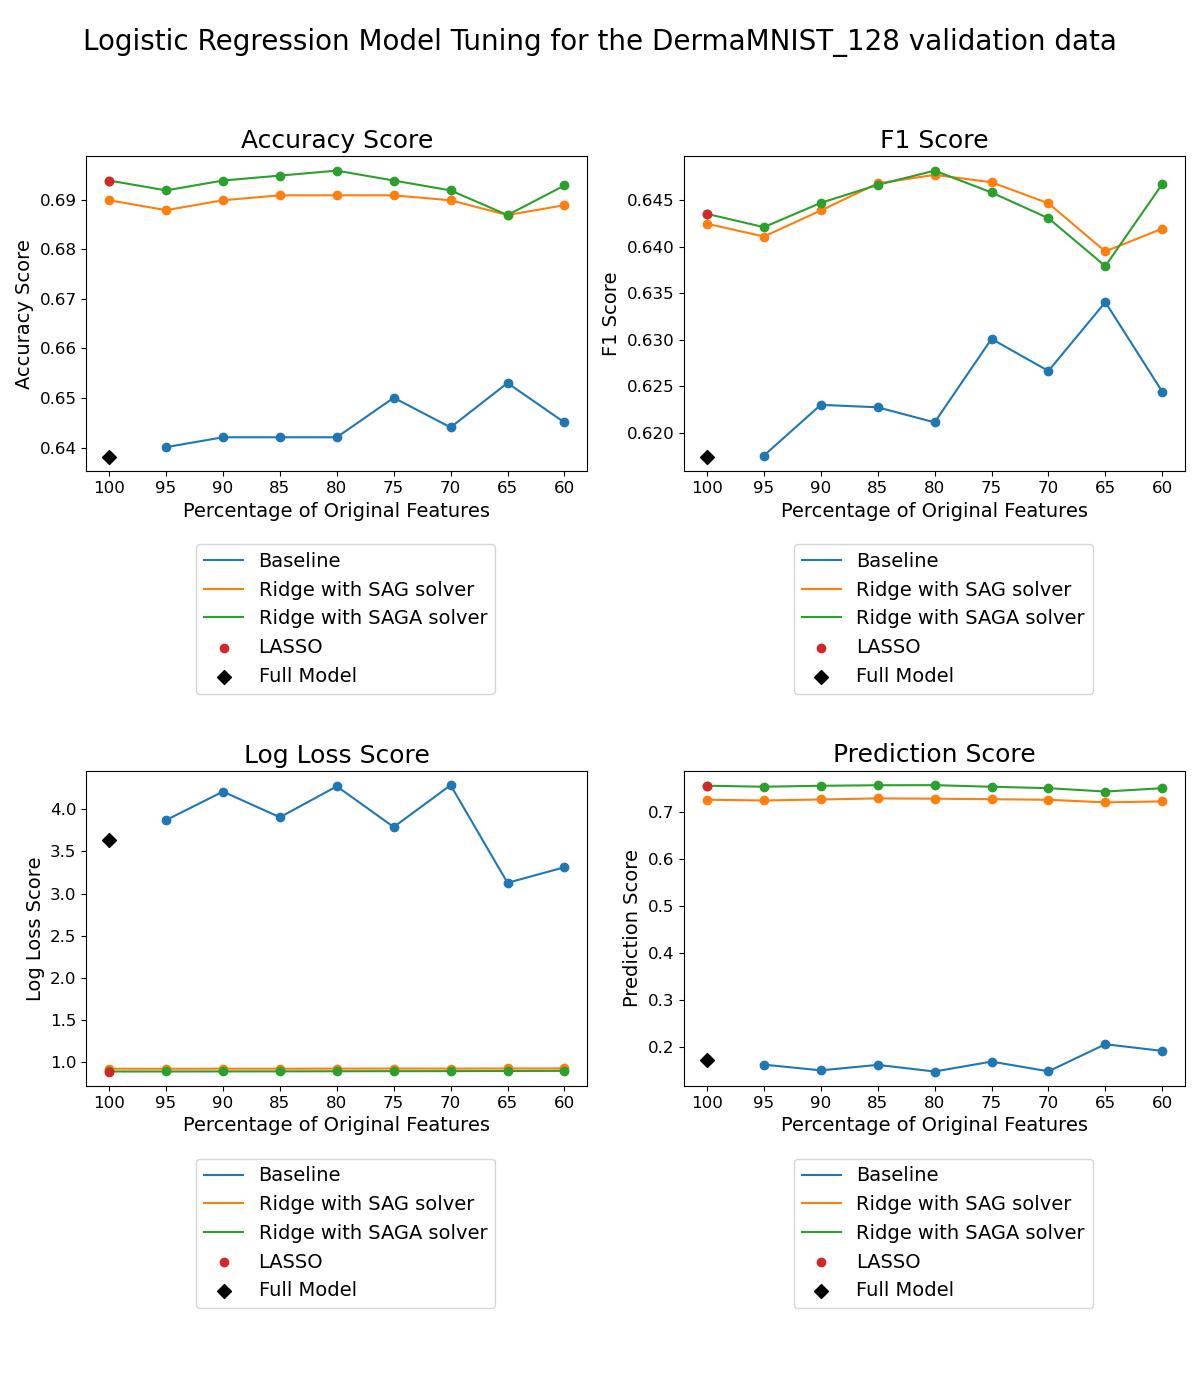 Logistic Regression Model Tuning for the DermaMNIST_128 validation data
Accuracy Score
Accuracy Score
0.69
0.68
0.67
0.66
0.65
0.64
100 95 90 85 80 75 70 65 60
Percentage of Original Features
Baseline
Ridge with SAG solver
Ridge with SAGA solver
LASSO
Full Model
F1 Score
F1 Score
0.645
0.640
0.635
0.630
0.625
0.620
100 95 90 85 80 75 70 65 60
Percentage of Original Features
Baseline
Ridge with SAG solver
Ridge with SAGA solver
LASSO
Full Model
Log Loss Score
Log Loss Score
4.0
3.5
3.0
2.5
2.0
1.5
1.0
100 95 90 85 80 75 70 65 60
Percentage of Original Features
Baseline
Ridge with SAG solver
Ridge with SAGA solver
LASSO
Full Model
Prediction Score
Prediction Score
0.7
0.6
0.5
0.4
0.3
0.2
100 95 90 85 80 75 70 65 60
Percentage of Original Features
Baseline
Ridge with SAG solver
Ridge with SAGA solver
LASSO
Full Model